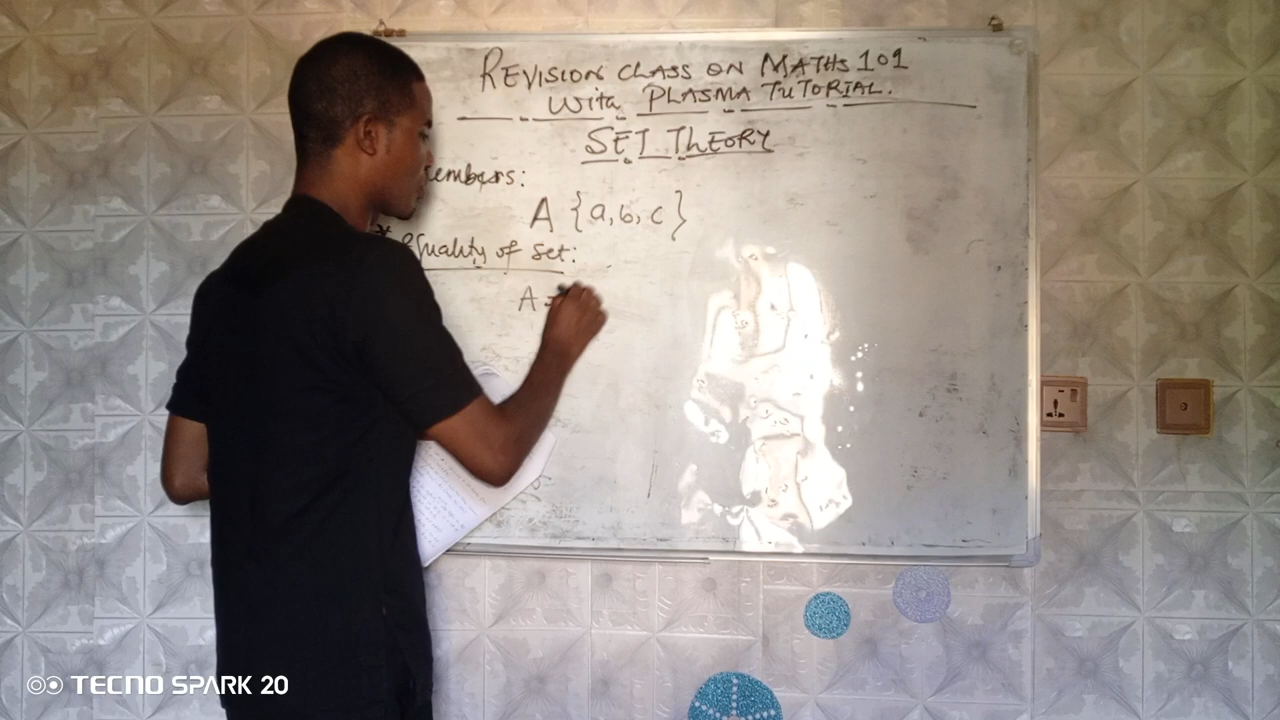 REVISION CLASS ON MATHS 101
With PLASMA TUTORIAL.
SET THEORY
embers:
A {a, b, c}
* Equality of set:
A =
TECNO SPARK 20